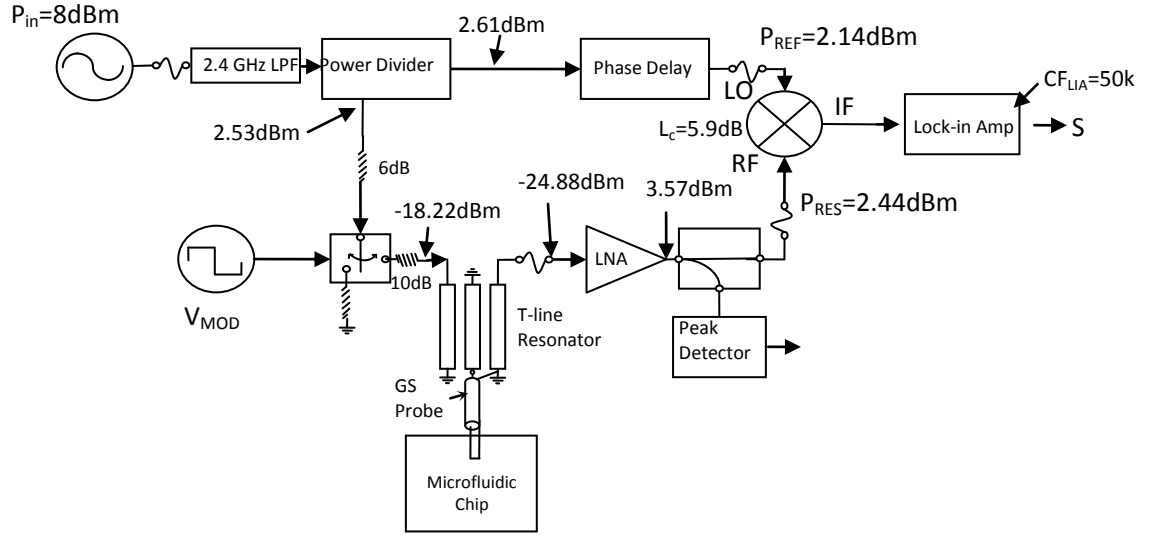 P_in=8dBm
2.61dBm
P_REF=2.14dBm
2.4 GHz LPF
Power Divider
Phase Delay
LO
CF_LIA=50k
2.53dBm
L_c=5.9dB
IF
Lock-in Amp
S
RF
6dB
-18.22dBm
-24.88dBm
3.57dBm
P_RES=2.44dBm
LNA
10dB
V_MOD
T-line
Resonator
Peak
Detector
GS
Probe
Microfluidic
Chip